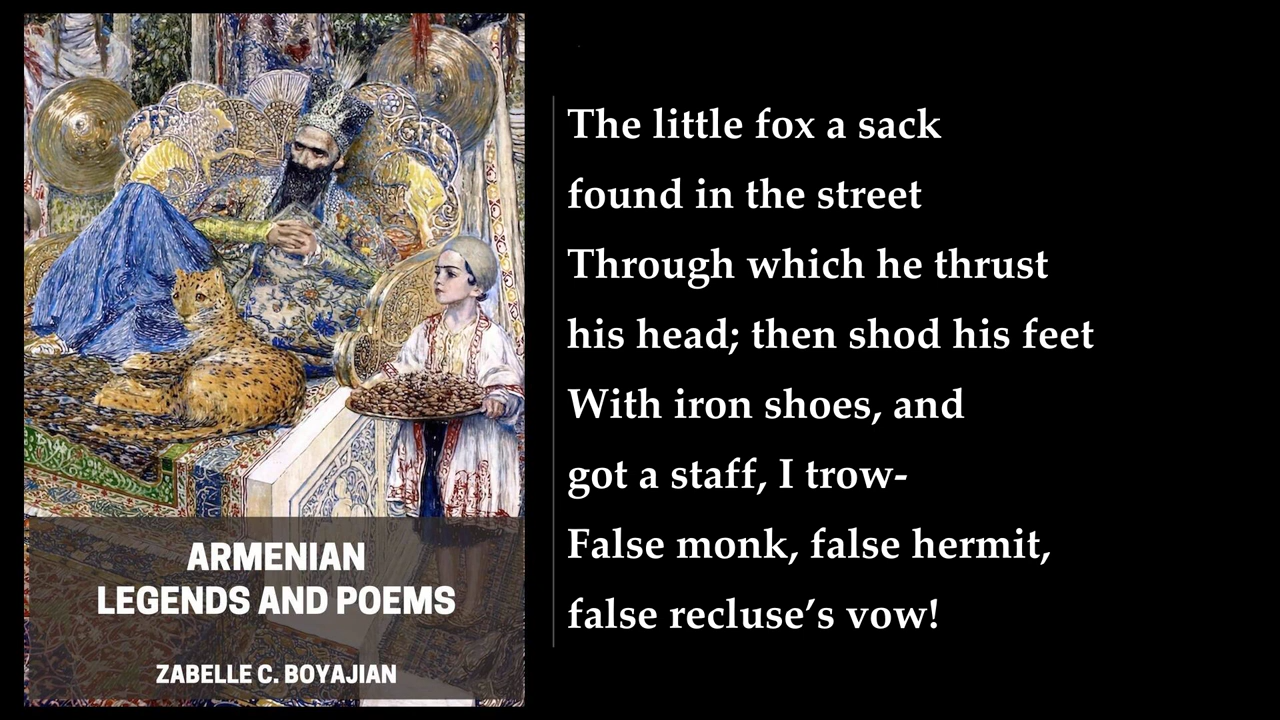 ARMENIAN
LEGENDS AND POEMS
ZABELLE C. BOYAJIAN
The little fox a sack
found in the street
Through which he thrust
his head; then shod his feet
With iron shoes, and
got a staff, I trow-
False monk, false hermit,
false recluse’s vow!